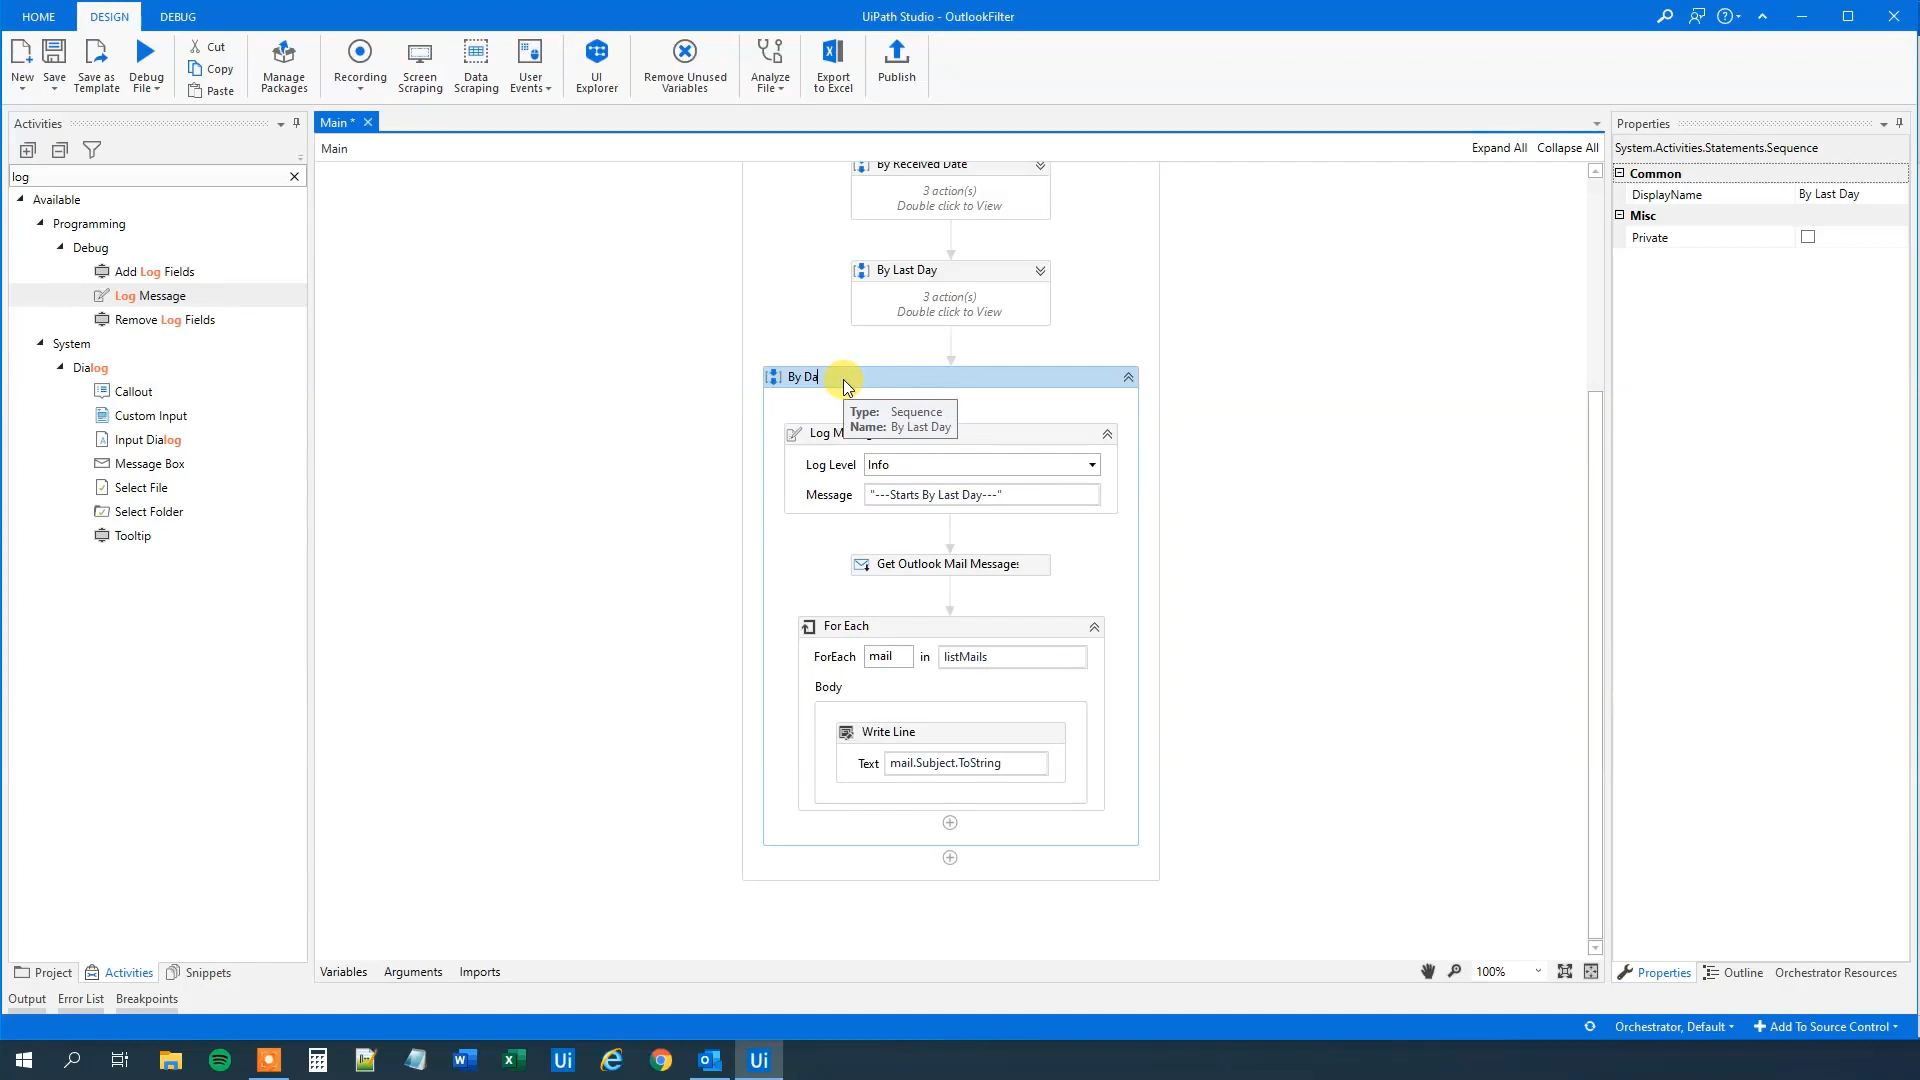 HOME
DESIGN
DEBUG
UiPath Studio - OutlookFilter
New
Save
Save as Template
Debug File
Cut
Copy
Paste
Manage Packages
Recording
Screen Scraping
Data Scraping
User Events
UI Explorer
Remove Unused Variables
Analyze File
Export to Excel
Publish
Activities
log
Available
Programming
Debug
Add Log Fields
Log Message
Remove Log Fields
System
Dialog
Callout
Custom Input
Input Dialog
Message Box
Select File
Select Folder
Tooltip
Project
Activities
Snippets
Main *
Main
Expand All
Collapse All
By Received Date
3 action(s)
Double click to View
By Last Day
3 action(s)
Double click to View
By Da
Type: Sequence
Name: By Last Day
Log M
Log Level
Info
Message
"---Starts By Last Day---"
Get Outlook Mail Messages
For Each
ForEach
mail
in
listMails
Body
Write Line
Text
mail.Subject.ToString
Variables
Arguments
Imports
100%
Properties
System.Activities.Statements.Sequence
Common
DisplayName
By Last Day
Misc
Private
Properties
Outline
Orchestrator Resources
Output
Error List
Breakpoints
Orchestrator, Default
Add To Source Control
Ui
Ui